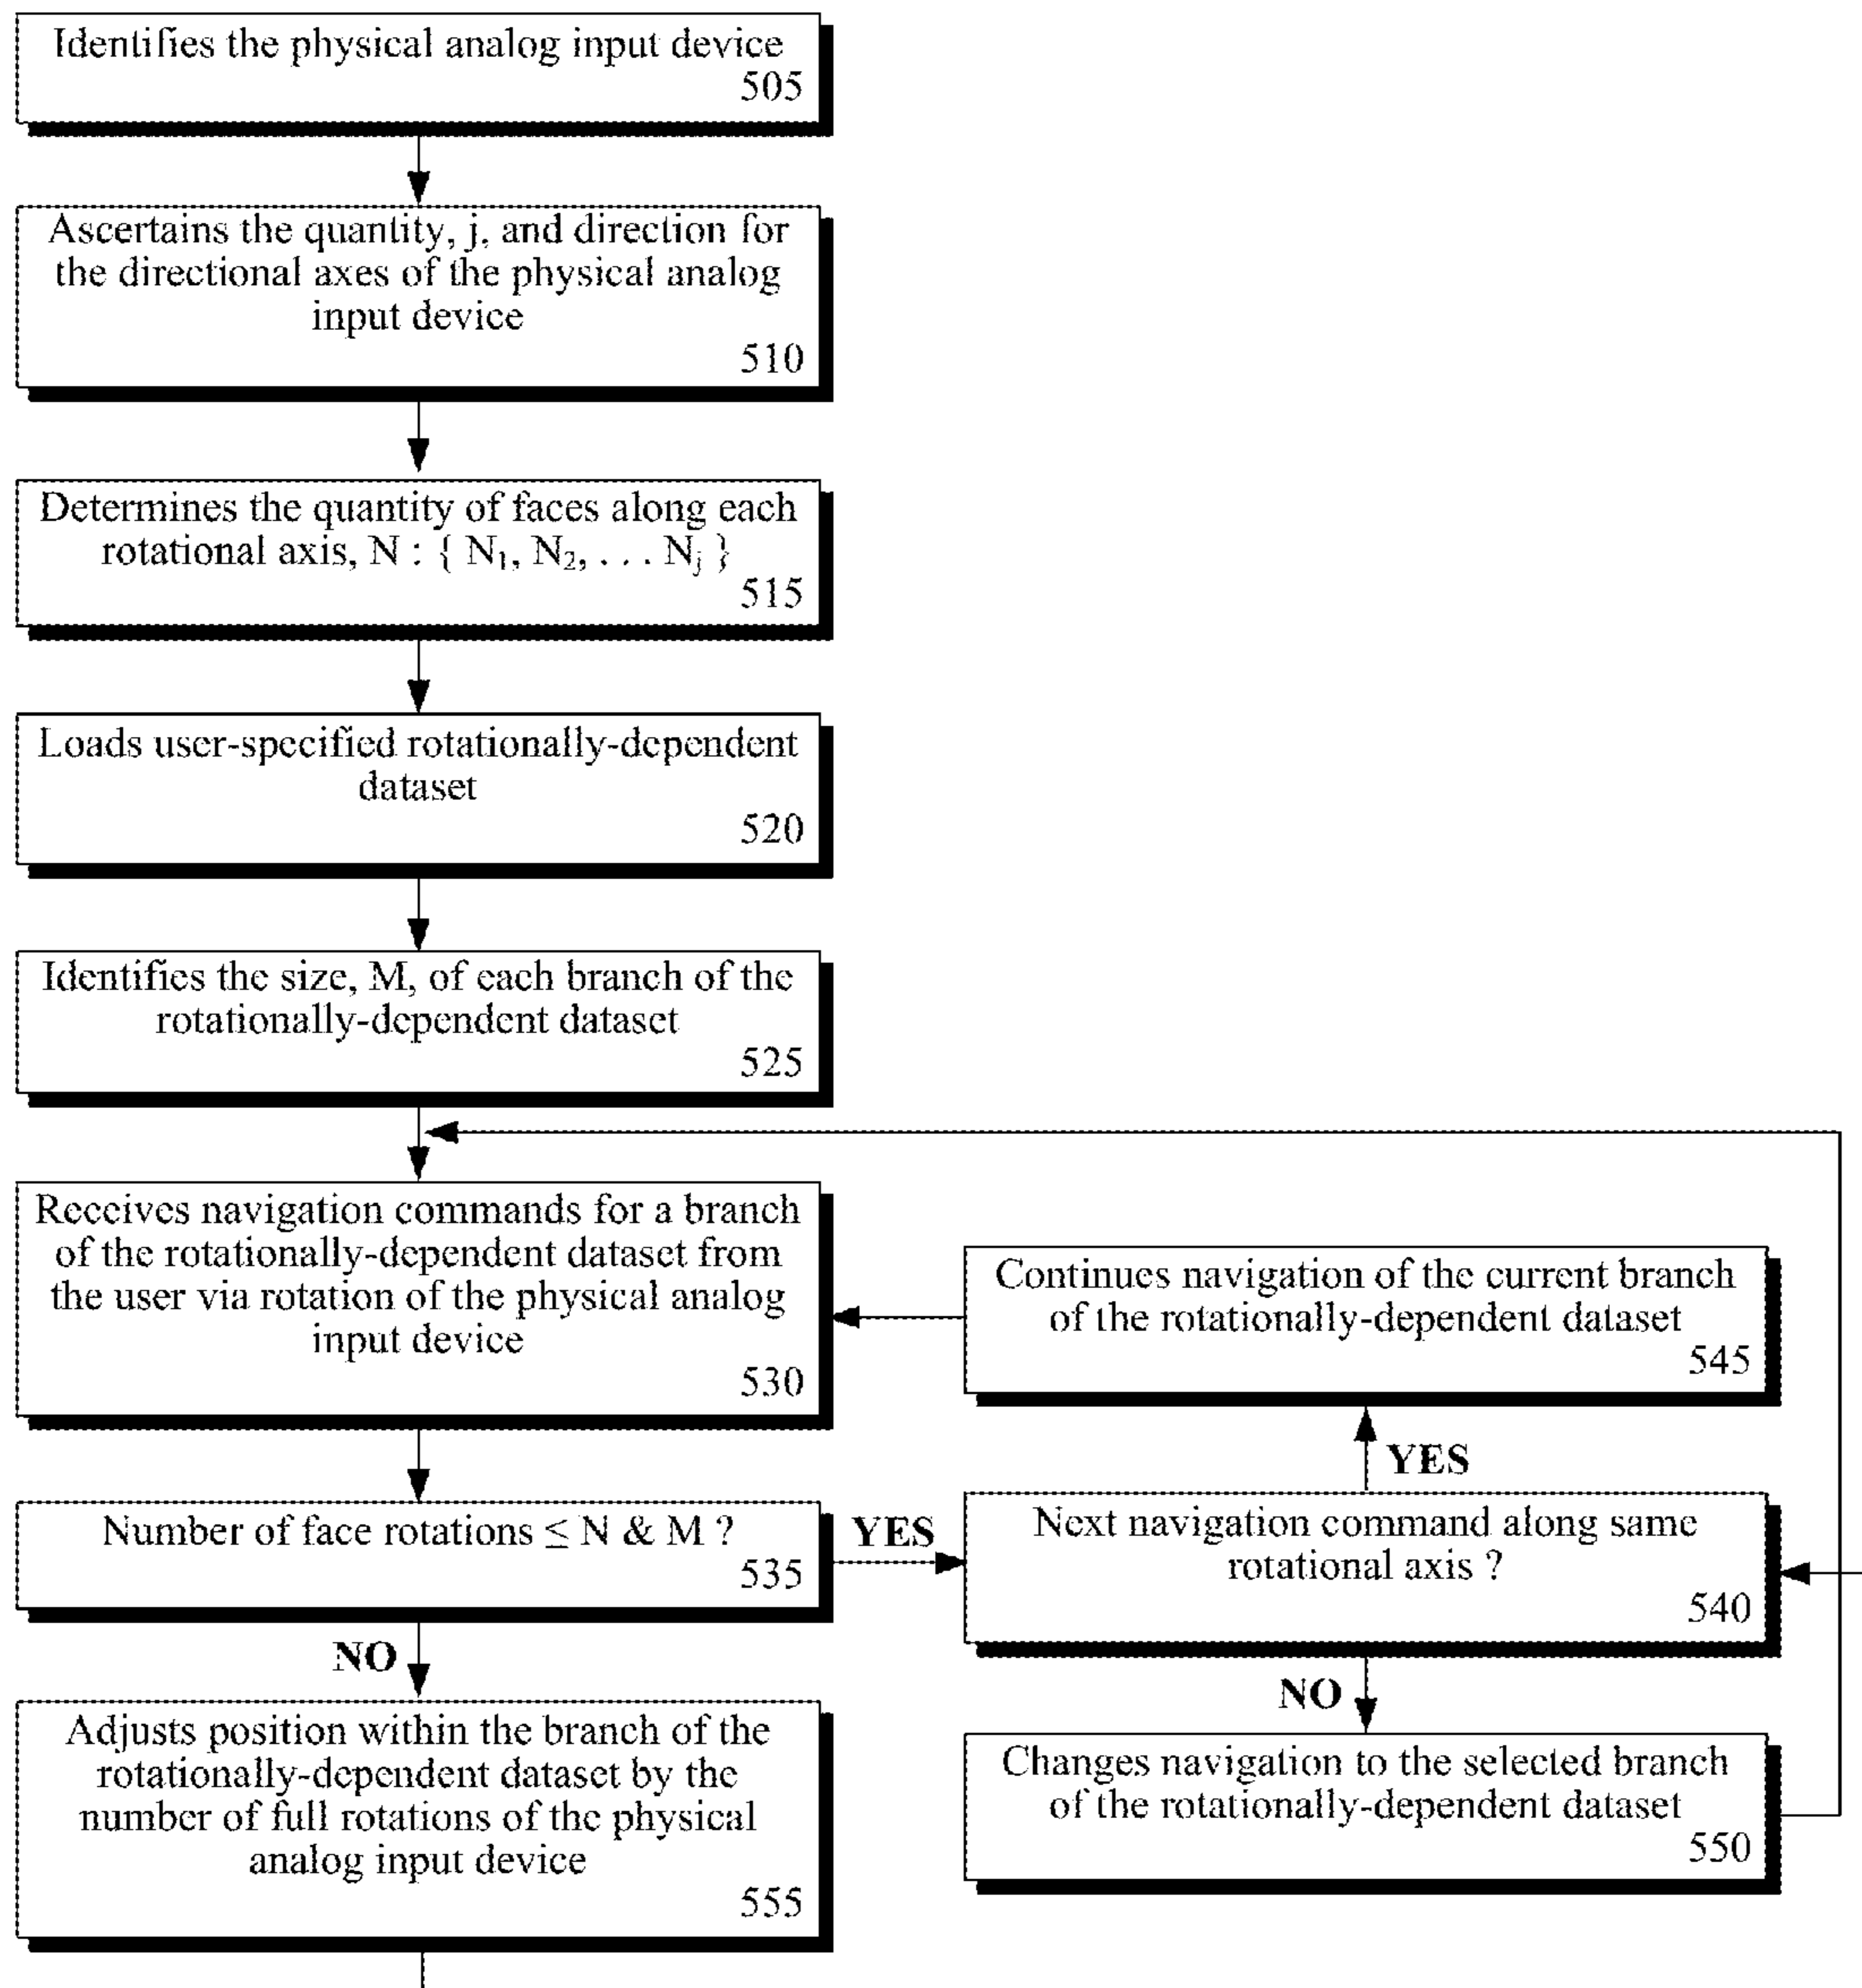 Identifies the physical analog input device
505
Ascertains the quantity, j, and direction for
the directional axes of the physical analog
input device
510
Determines the quantity of faces along each
rotational axis, N : { N₁, N₂, . . . Nⱼ }
515
Loads user-specified rotationally-dependent
dataset
520
Identifies the size, M, of each branch of the
rotationally-dependent dataset
525
Receives navigation commands for a branch
of the rotationally-dependent dataset from
the user via rotation of the physical analog
input device
530
Continues navigation of the current branch
of the rotationally-dependent dataset
545
YES
Number of face rotations ≤ N & M ?
535
YES
Next navigation command along same
rotational axis ?
540
NO
NO
Adjusts position within the branch of the
rotationally-dependent dataset by the
number of full rotations of the physical
analog input device
555
Changes navigation to the selected branch
of the rotationally-dependent dataset
550